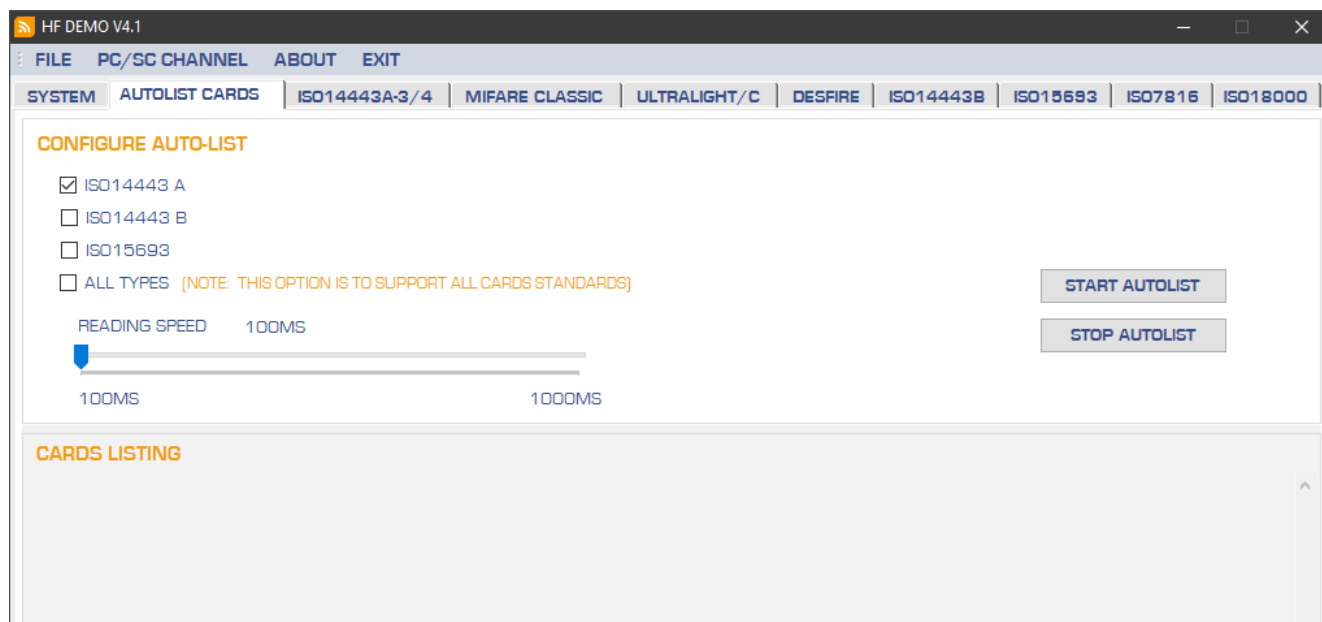 HF DEMO V4.1
FILE PC/SC CHANNEL ABOUT EXIT
SYSTEM AUTOLIST CARDS ISO14443A-3/4 MIFARE CLASSIC ULTRALIGHT/C DESFIRE ISO14443B ISO15693 ISO7816 ISO18000
CONFIGURE AUTO-LIST
ISO14443 A
ISO14443 B
ISO15693
ALL TYPES (NOTE: THIS OPTION IS TO SUPPORT ALL CARDS STANDARDS)
START AUTOLIST
READING SPEED 100MS
STOP AUTOLIST
100MS 1000MS
CARDS LISTING